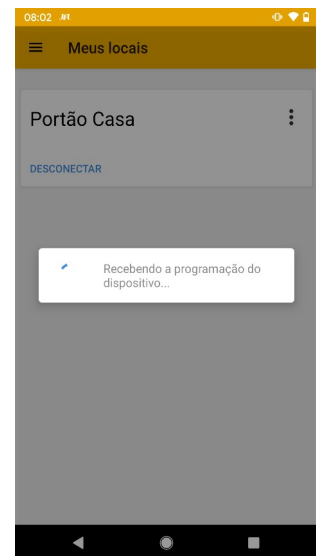 08:02
Meus locais
Portão Casa
DESCONECTAR
Recebendo a programação do
dispositivo...